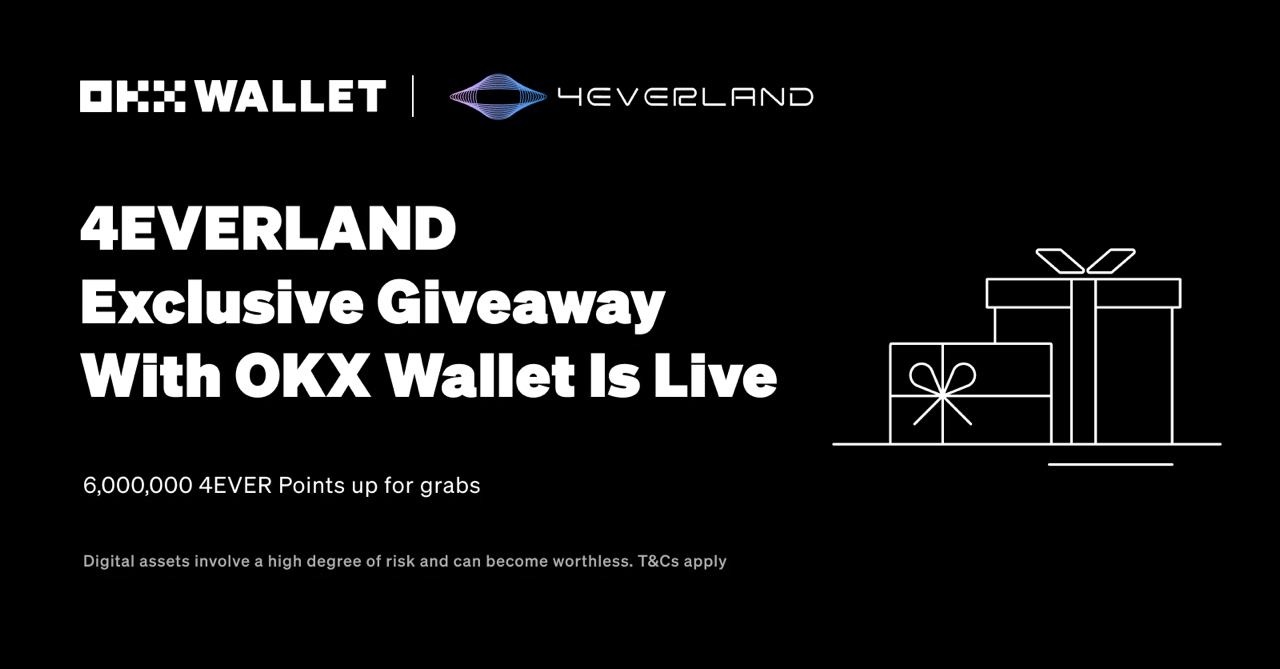 OKX WALLET | 4EVERLAND
4EVERLAND
Exclusive Giveaway
With OKX Wallet Is Live
6,000,000 4EVER Points up for grabs
Digital assets involve a high degree of risk and can become worthless. T&Cs apply